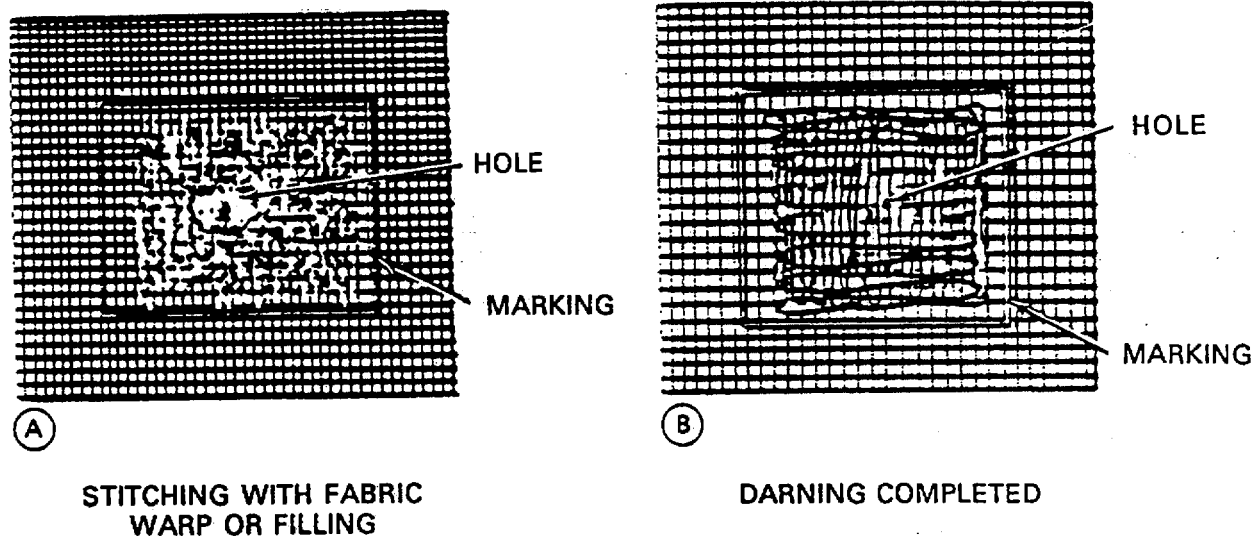 HOLE
MARKING
A
STITCHING WITH FABRIC
WARP OR FILLING
HOLE
MARKING
B
DARNING COMPLETED